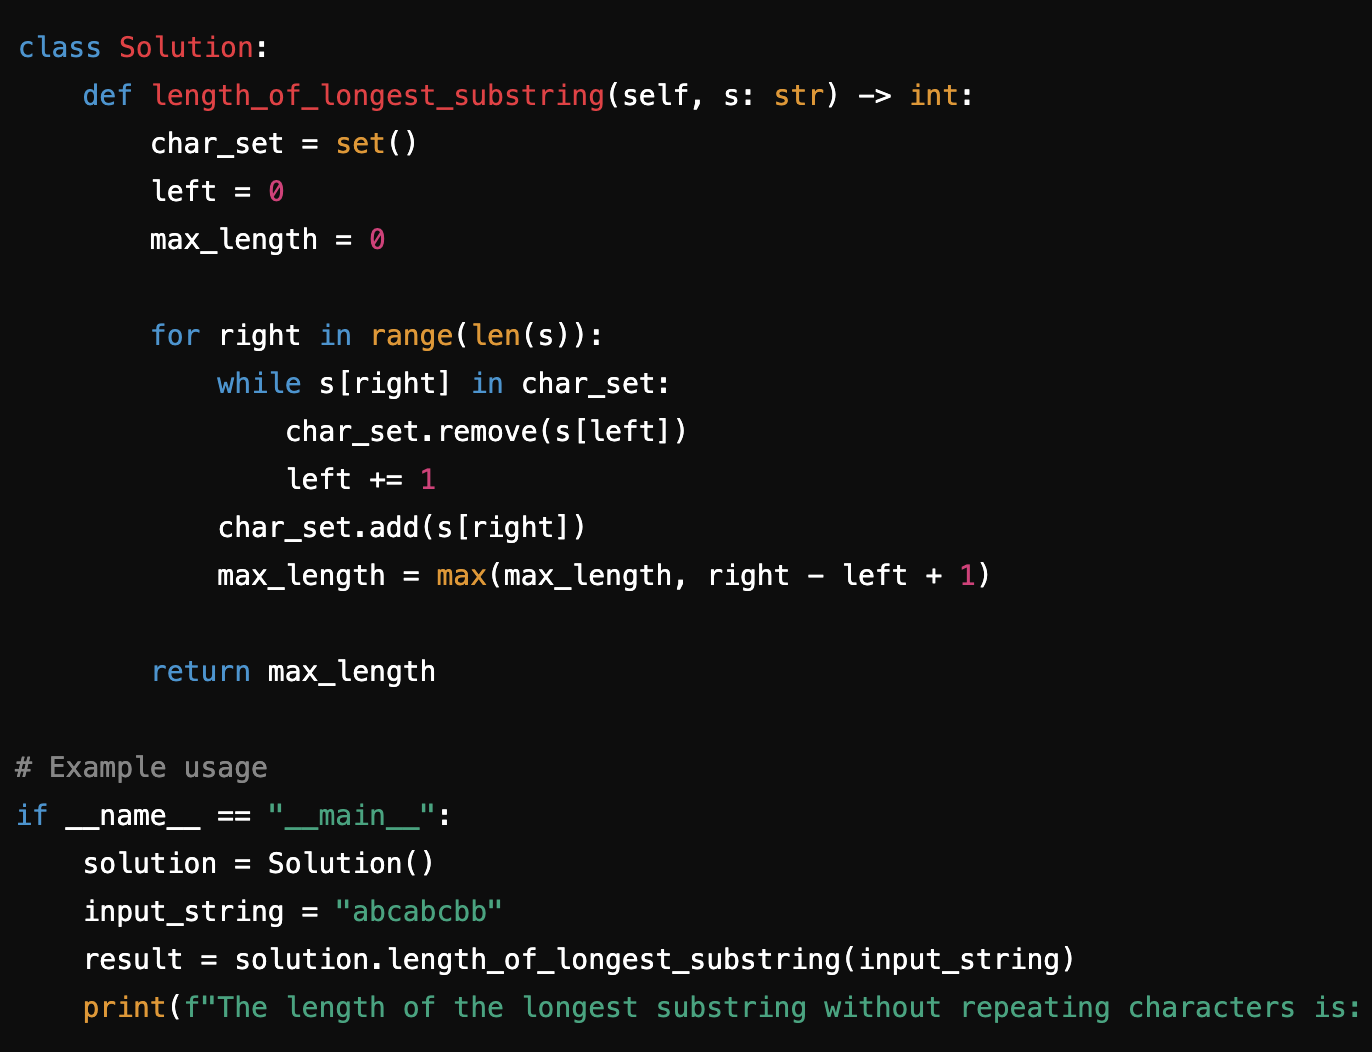 class Solution:
    def length_of_longest_substring(self, s: str) -> int:
        char_set = set()
        left = 0
        max_length = 0

        for right in range(len(s)):
            while s[right] in char_set:
                char_set.remove(s[left])
                left += 1
            char_set.add(s[right])
            max_length = max(max_length, right - left + 1)

        return max_length

# Example usage
if __name__ == "__main__":
    solution = Solution()
    input_string = "abcabcbb"
    result = solution.length_of_longest_substring(input_string)
    print(f"The length of the longest substring without repeating characters is: